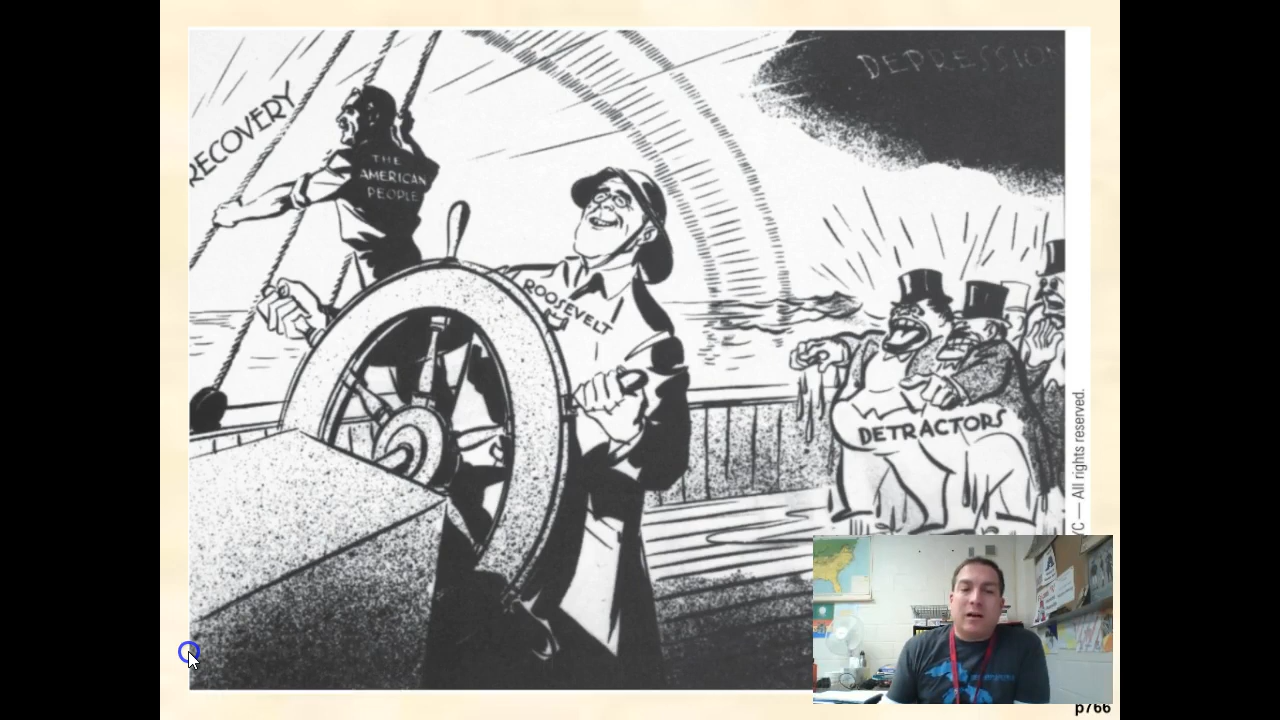 RECOVERY
THE
AMERICAN
PEOPLE
ROOSEVELT
DEPRESSION
DETRACTORS
— All rights reserved.
p766